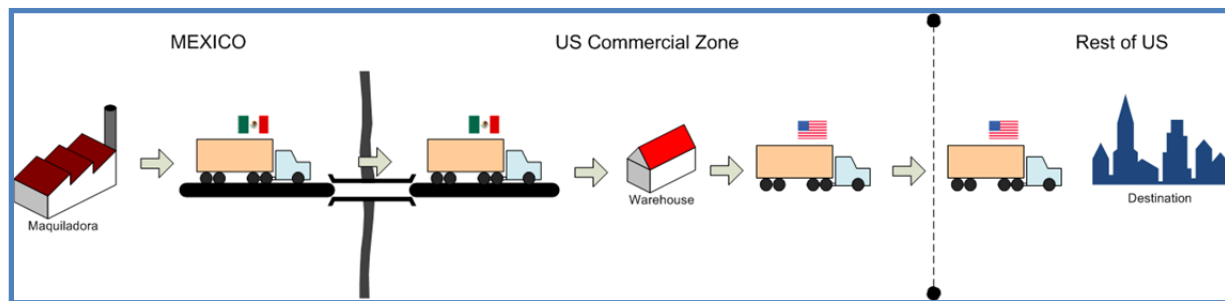 MEXICO
US Commercial Zone
Rest of US
Maquiladora
Warehouse
Destination